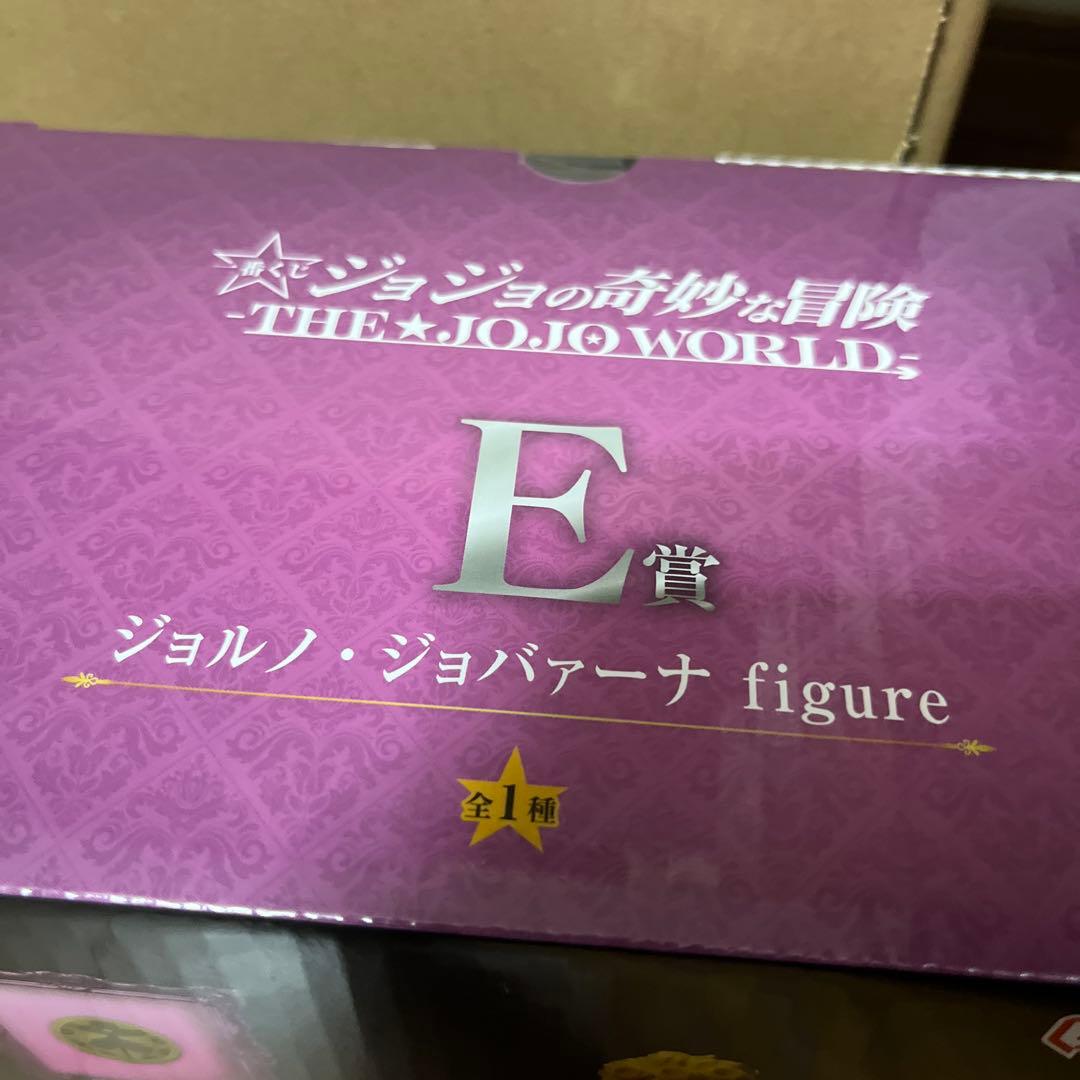 一番くじ ジョジョの奇妙な冒険
-THE★JOJO WORLD-
E賞
ジョルノ・ジョバァーナ figure
全1種